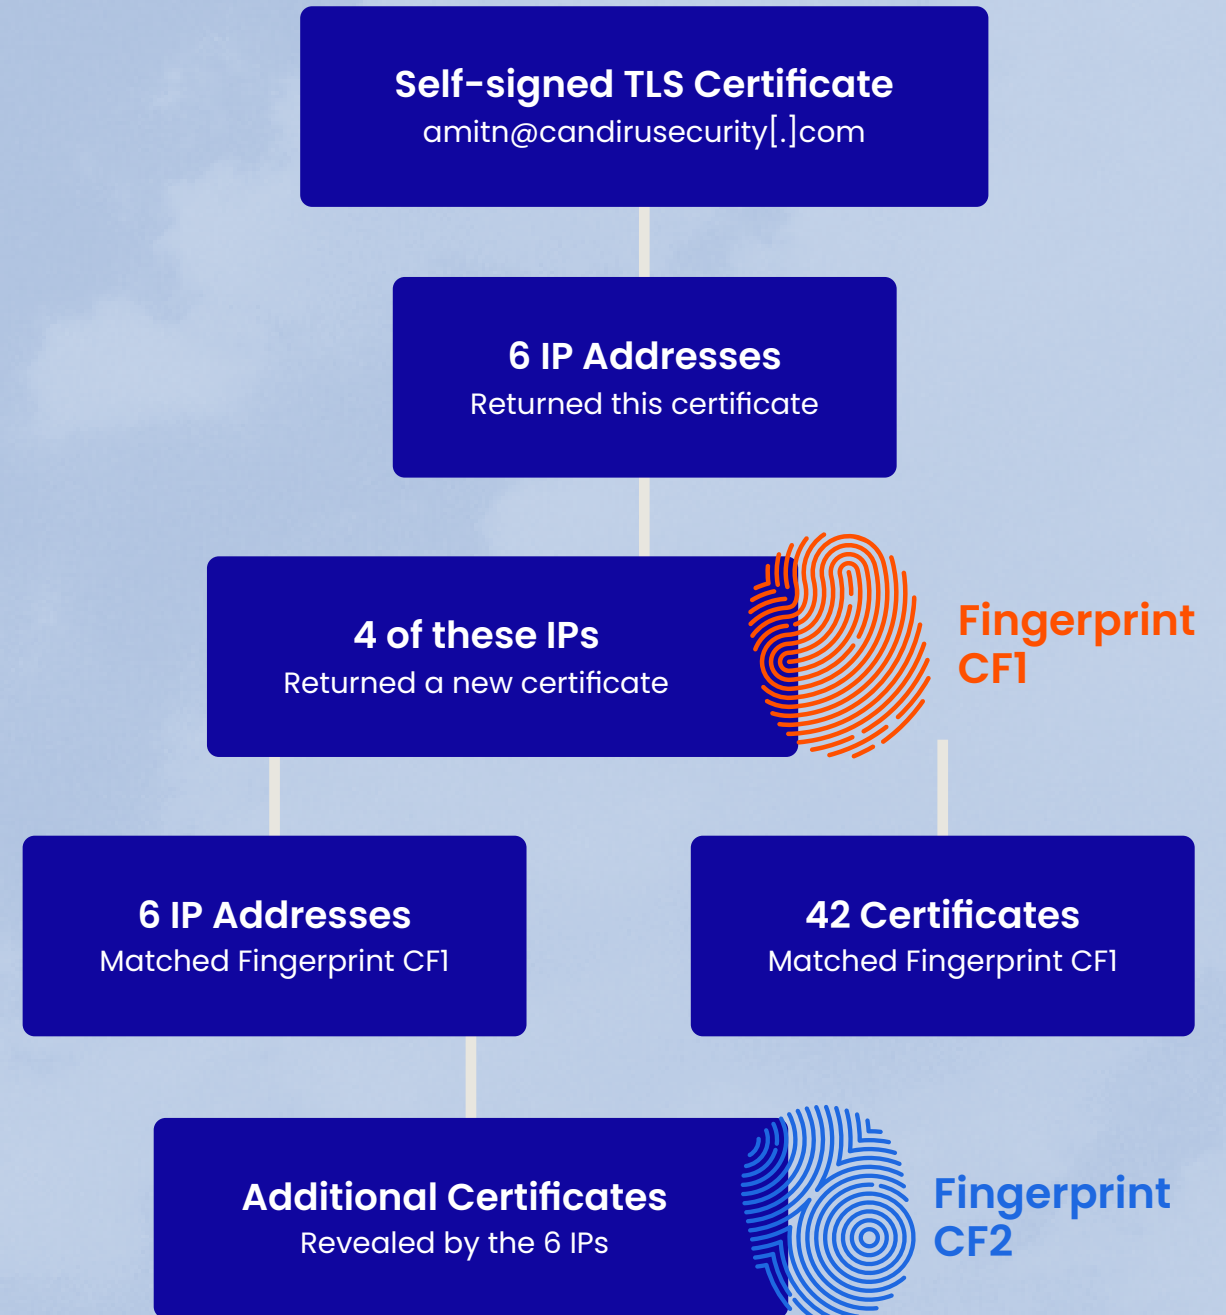 Self-signed TLS Certificate
amitn@candirusecurity[.]com
6 IP Addresses
Returned this certificate
4 of these IPs
Returned a new certificate
Fingerprint
CF1
6 IP Addresses
Matched Fingerprint CF1
42 Certificates
Matched Fingerprint CF1
Additional Certificates
Revealed by the 6 IPs
Fingerprint
CF2